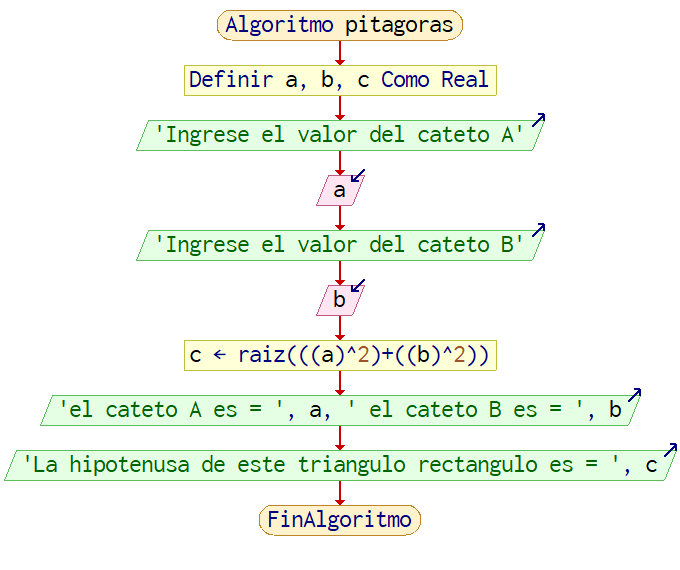 Algoritmo pitagoras
Definir a, b, c Como Real
'Ingrese el valor del cateto A'
a
'Ingrese el valor del cateto B'
b
c ← raiz(((a)^2)+((b)^2))
'el cateto A es = ', a, ' el cateto B es = ', b
'La hipotenusa de este triangulo rectangulo es = ', c
FinAlgoritmo